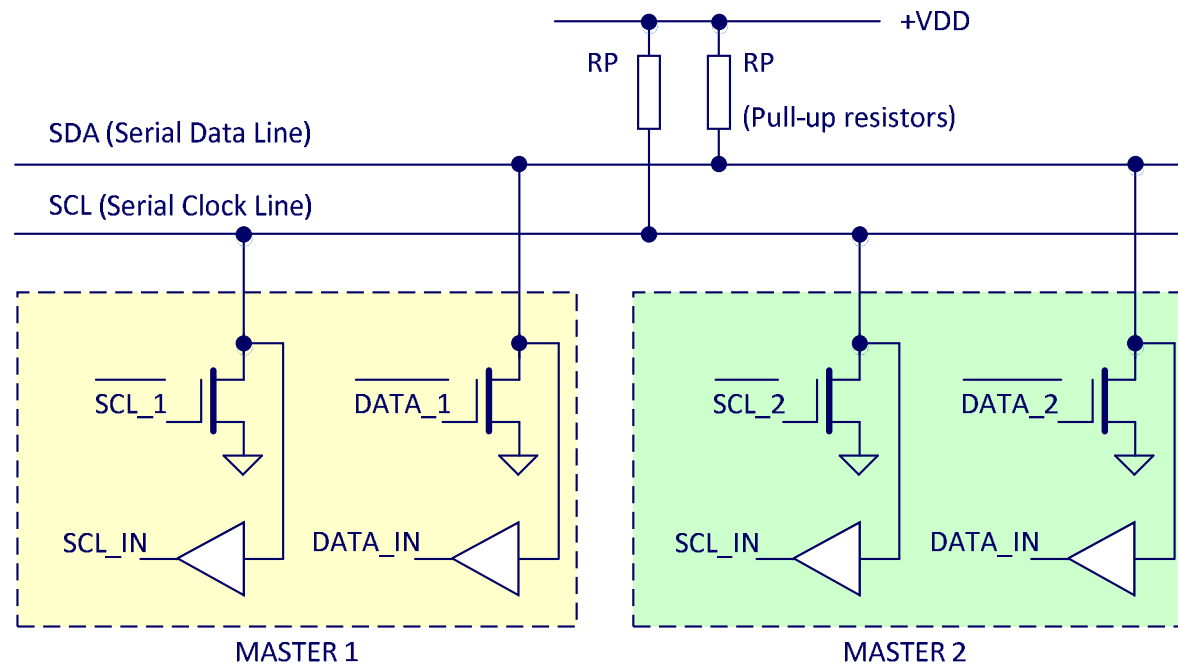 +VDD
RP
RP
(Pull-up resistors)
SDA (Serial Data Line)
SCL (Serial Clock Line)
SCL_1
DATA_1
SCL_2
DATA_2
SCL_IN
DATA_IN
SCL_IN
DATA_IN
MASTER 1
MASTER 2